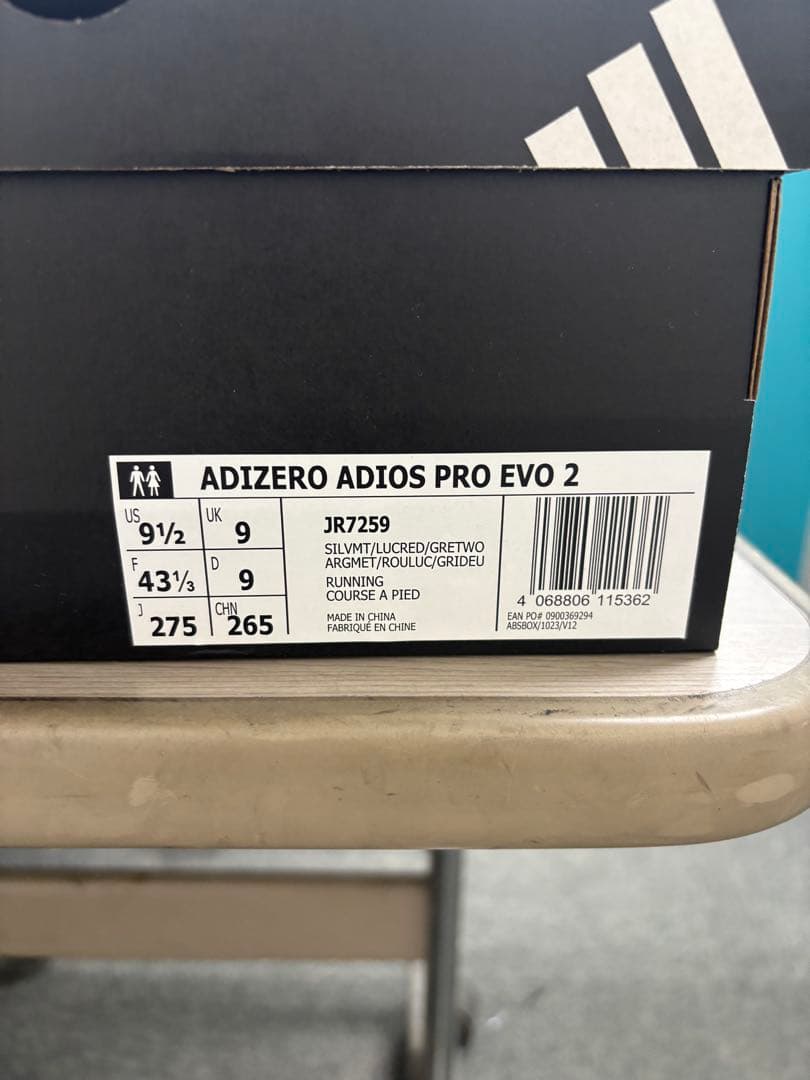 ADIZERO ADIOS PRO EVO 2
US 9½ UK 9
F 43⅓ D 9
J 275 CHN 265
JR7259
SILVMT/LUCRED/GRETWO
ARGMET/ROULUC/GRIDEU
RUNNING
COURSE A PIED
MADE IN CHINA
FABRIQUÉ EN CHINE
4 068806 115362
EAN PO# 0900369294
ABSBOX/1023/V12